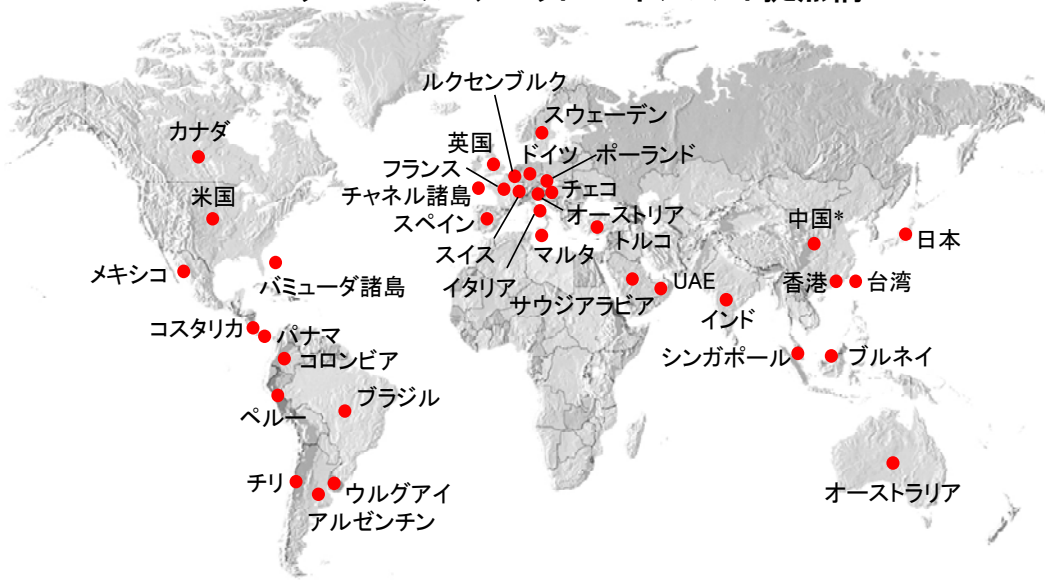 ルクセンブルク
スウェーデン
カナダ
英国
ドイツ
ポーランド
フランス
チェコ
米国
チャネル諸島
オーストリア
中国*
スペイン
日本
トルコ
スイス
マルタ
メキシコ
バミューダ諸島
イタリア
UAE
香港
台湾
サウジアラビア
インド
コスタリカ
パナマ
コロンビア
シンガポール
ブルネイ
ブラジル
ペルー
チリ
ウルグアイ
オーストラリア
アルゼンチン